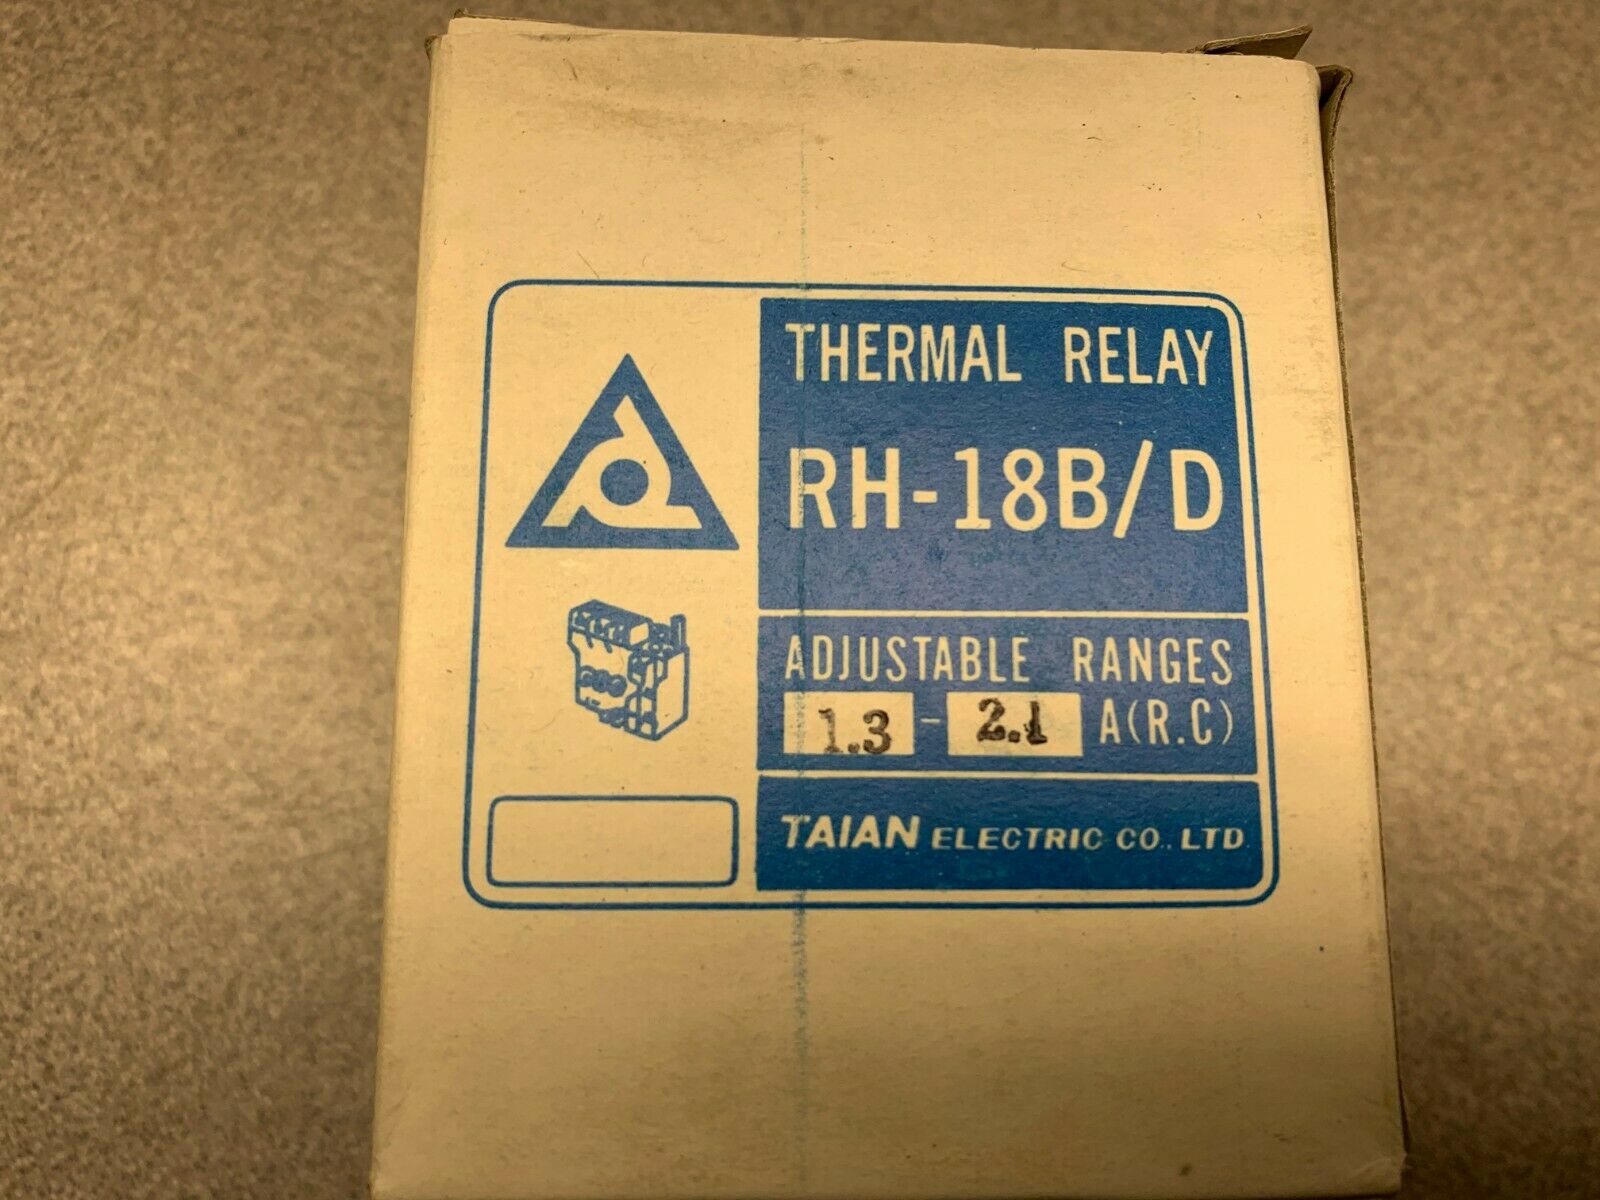 THERMAL RELAY
RH-18B/D
ADJUSTABLE RANGES
1.3 - 2.1 A(R.C)
TAIAN ELECTRIC CO., LTD